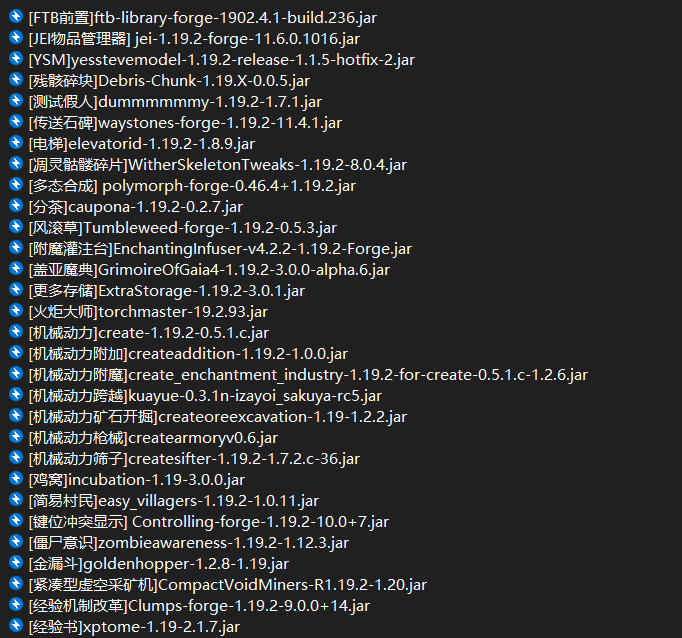 [FTB前置]ftb-library-forge-1902.4.1-build.236.jar
[JEI物品管理器] jei-1.19.2-forge-11.6.0.1016.jar
[YSM]yesstevemodel-1.19.2-release-1.1.5-hotfix-2.jar
[残骸碎块]Debris-Chunk-1.19.X-0.0.5.jar
[测试假人]dummmmmmy-1.19.2-1.7.1.jar
[传送石碑]waystones-forge-1.19.2-11.4.1.jar
[电梯]elevatorid-1.19.2-1.8.9.jar
[凋灵骷髅碎片]WitherSkeletonTweaks-1.19.2-8.0.4.jar
[多态合成] polymorph-forge-0.46.4+1.19.2.jar
[分茶]caupona-1.19.2-0.2.7.jar
[风滚草]Tumbleweed-forge-1.19.2-0.5.3.jar
[附魔灌注台]EnchantingInfuser-v4.2.2-1.19.2-Forge.jar
[盖亚魔典]GrimoireOfGaia4-1.19.2-3.0.0-alpha.6.jar
[更多存储]ExtraStorage-1.19.2-3.0.1.jar
[火炬大师]torchmaster-19.2.93.jar
[机械动力]create-1.19.2-0.5.1.c.jar
[机械动力附加]createaddition-1.19.2-1.0.0.jar
[机械动力附魔]create_enchantment_industry-1.19.2-for-create-0.5.1.c-1.2.6.jar
[机械动力跨越]kuayue-0.3.1n-izayoi_sakuya-rc5.jar
[机械动力矿石开掘]createoreexcavation-1.19-1.2.2.jar
[机械动力枪械]createarmoryv0.6.jar
[机械动力筛子]createsifter-1.19.2-1.7.2.c-36.jar
[鸡窝]incubation-1.19-3.0.0.jar
[简易村民]easy_villagers-1.19.2-1.0.11.jar
[键位冲突显示] Controlling-forge-1.19.2-10.0+7.jar
[僵尸意识]zombieawareness-1.19.2-1.12.3.jar
[金漏斗]goldenhopper-1.2.8-1.19.jar
[紧凑型虚空采矿机]CompactVoidMiners-R1.19.2-1.20.jar
[经验机制改革]Clumps-forge-1.19.2-9.0.0+14.jar
[经验书]xptome-1.19-2.1.7.jar